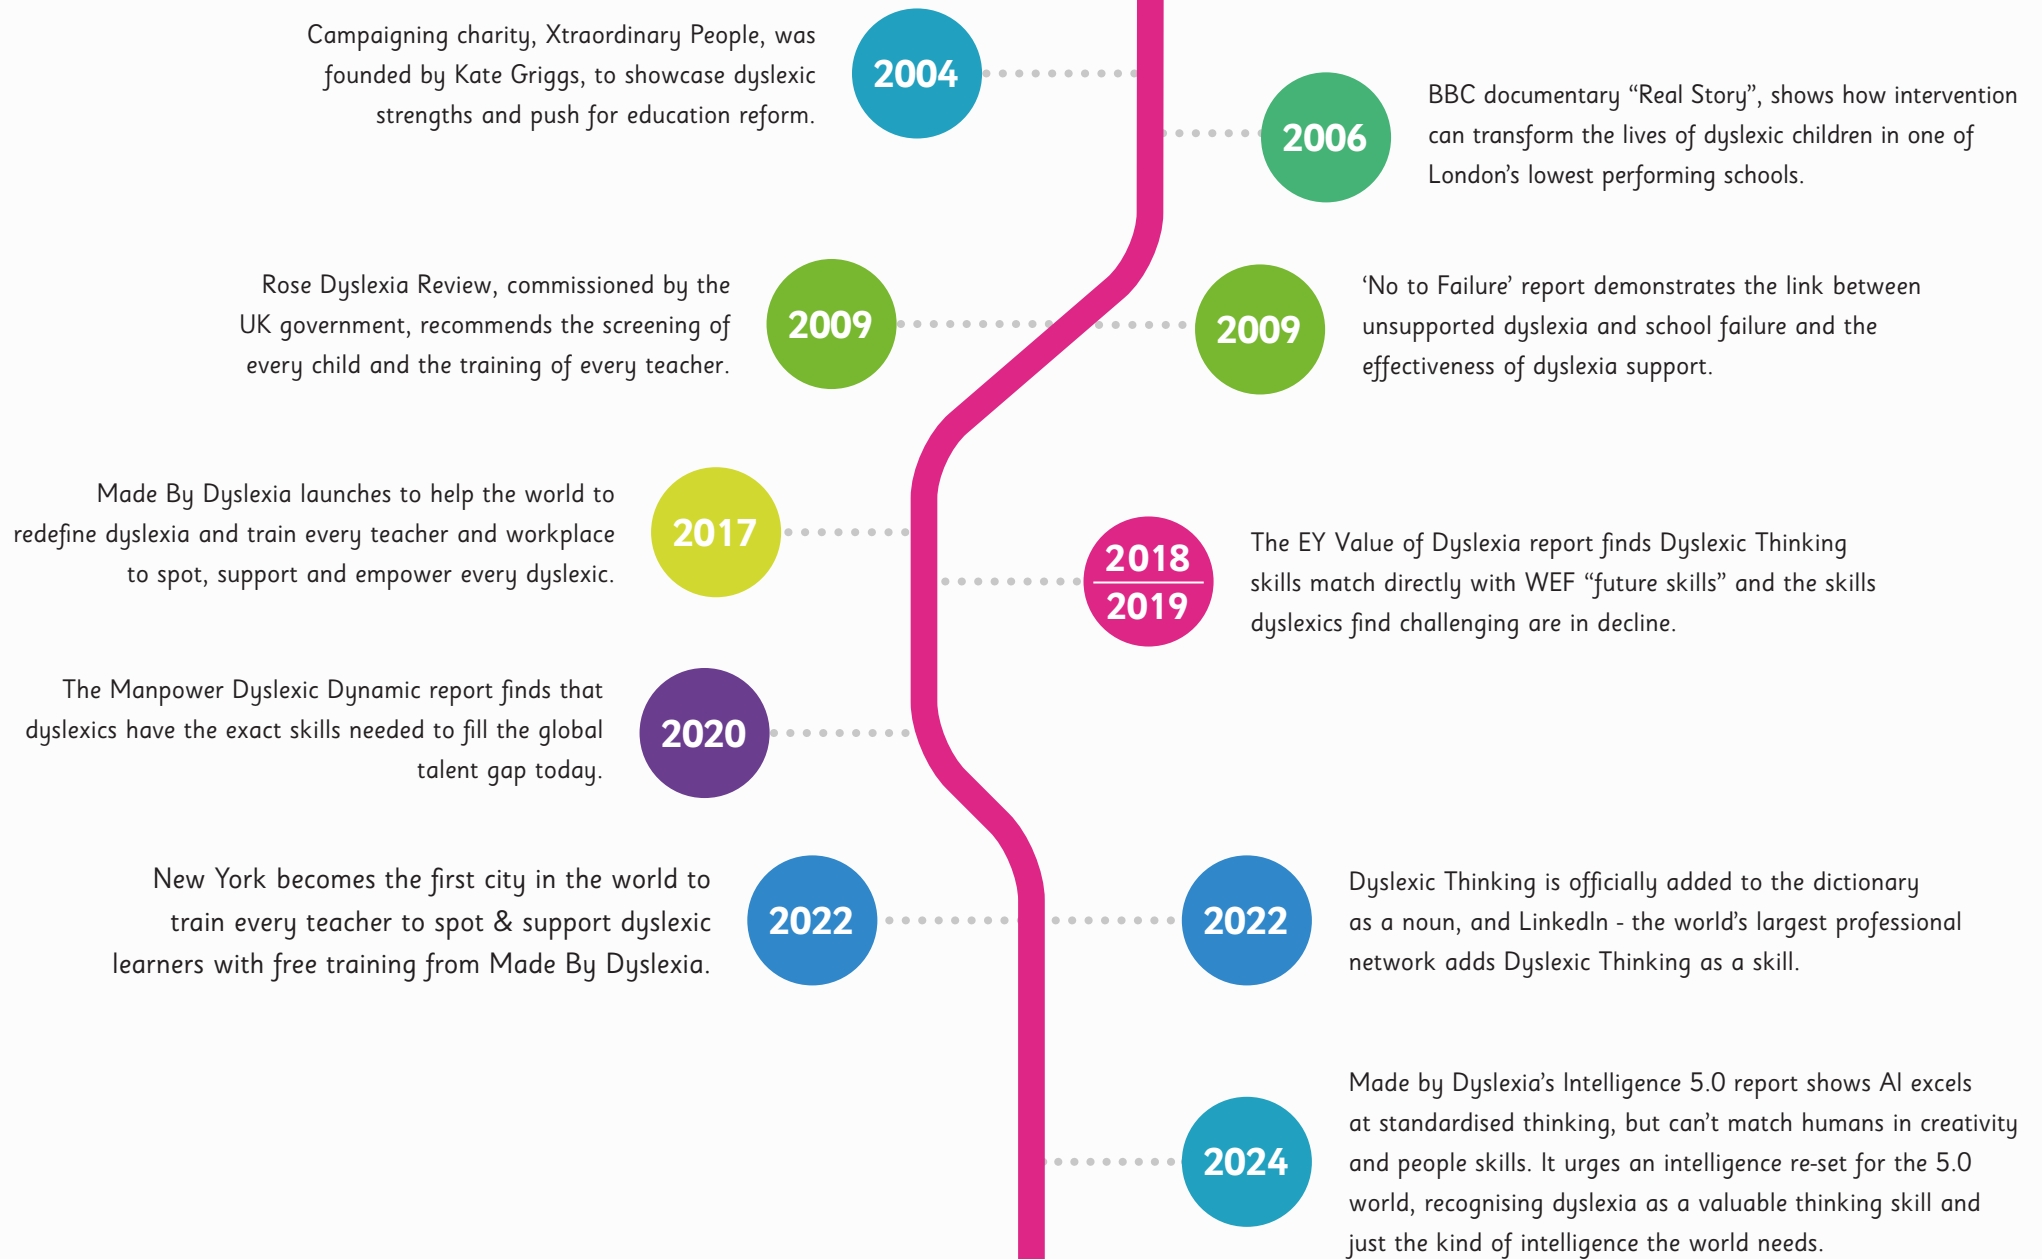 Campaigning charity, Xtraordinary People, was
founded by Kate Griggs, to showcase dyslexic
strengths and push for education reform.
2004
2006
BBC documentary “Real Story”, shows how intervention
can transform the lives of dyslexic children in one of
London’s lowest performing schools.
Rose Dyslexia Review, commissioned by the
UK government, recommends the screening of
every child and the training of every teacher.
2009
2009
‘No to Failure’ report demonstrates the link between
unsupported dyslexia and school failure and the
effectiveness of dyslexia support.
Made By Dyslexia launches to help the world to
redefine dyslexia and train every teacher and workplace
to spot, support and empower every dyslexic.
2017
2018
2019
The EY Value of Dyslexia report finds Dyslexic Thinking
skills match directly with WEF “future skills” and the skills
dyslexics find challenging are in decline.
The Manpower Dyslexic Dynamic report finds that
dyslexics have the exact skills needed to fill the global
talent gap today.
2020
New York becomes the first city in the world to
train every teacher to spot & support dyslexic
learners with free training from Made By Dyslexia.
2022
2022
Dyslexic Thinking is officially added to the dictionary
as a noun, and LinkedIn - the world’s largest professional
network adds Dyslexic Thinking as a skill.
2024
Made by Dyslexia’s Intelligence 5.0 report shows AI excels
at standardised thinking, but can’t match humans in creativity
and people skills. It urges an intelligence re-set for the 5.0
world, recognising dyslexia as a valuable thinking skill and
just the kind of intelligence the world needs.